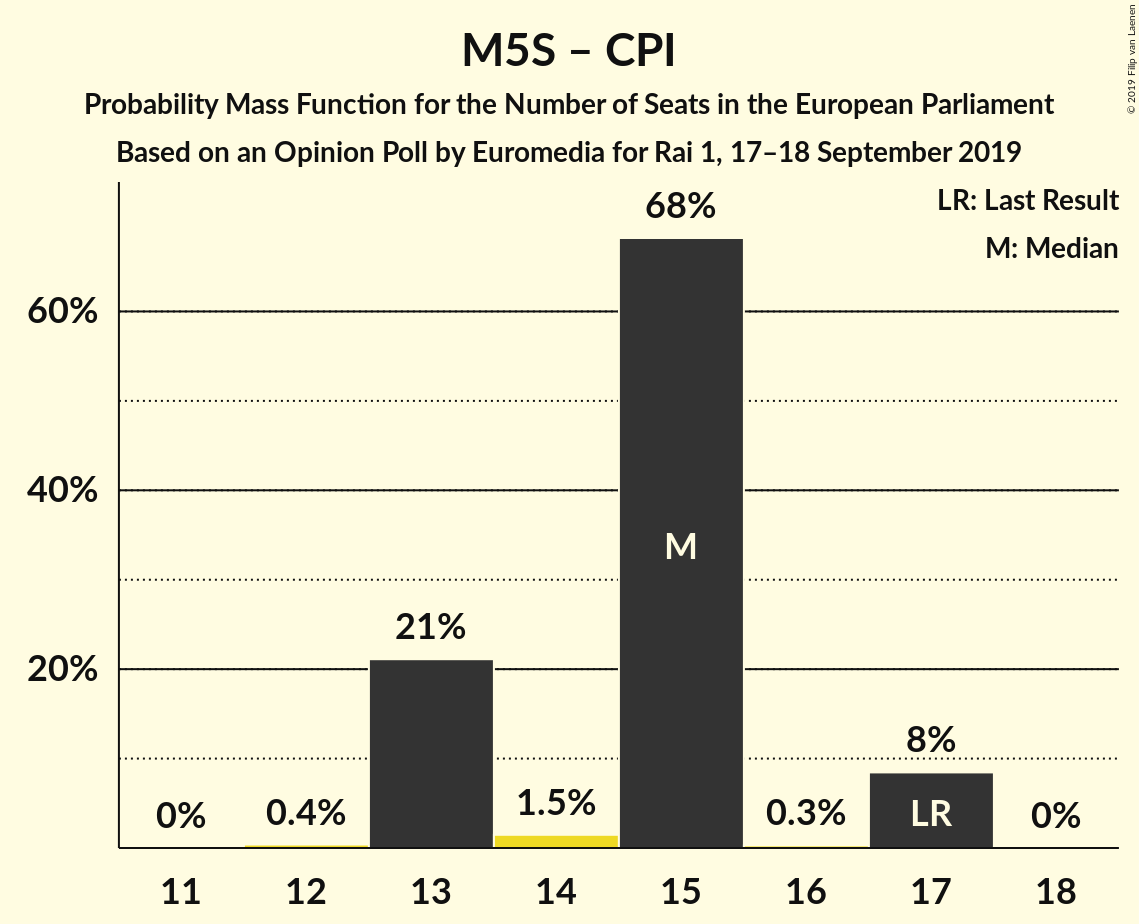 M5S – CPI
Probability Mass Function for the Number of Seats in the European Parliament
Based on an Opinion Poll by Euromedia for Rai 1, 17–18 September 2019
© 2019 Filip van Laenen
LR: Last Result
M: Median
68%
60%
40%
M
21%
20%
8%
0%
0.4%
1.5%
0.3%
LR
0%
11 12 13 14 15 16 17 18